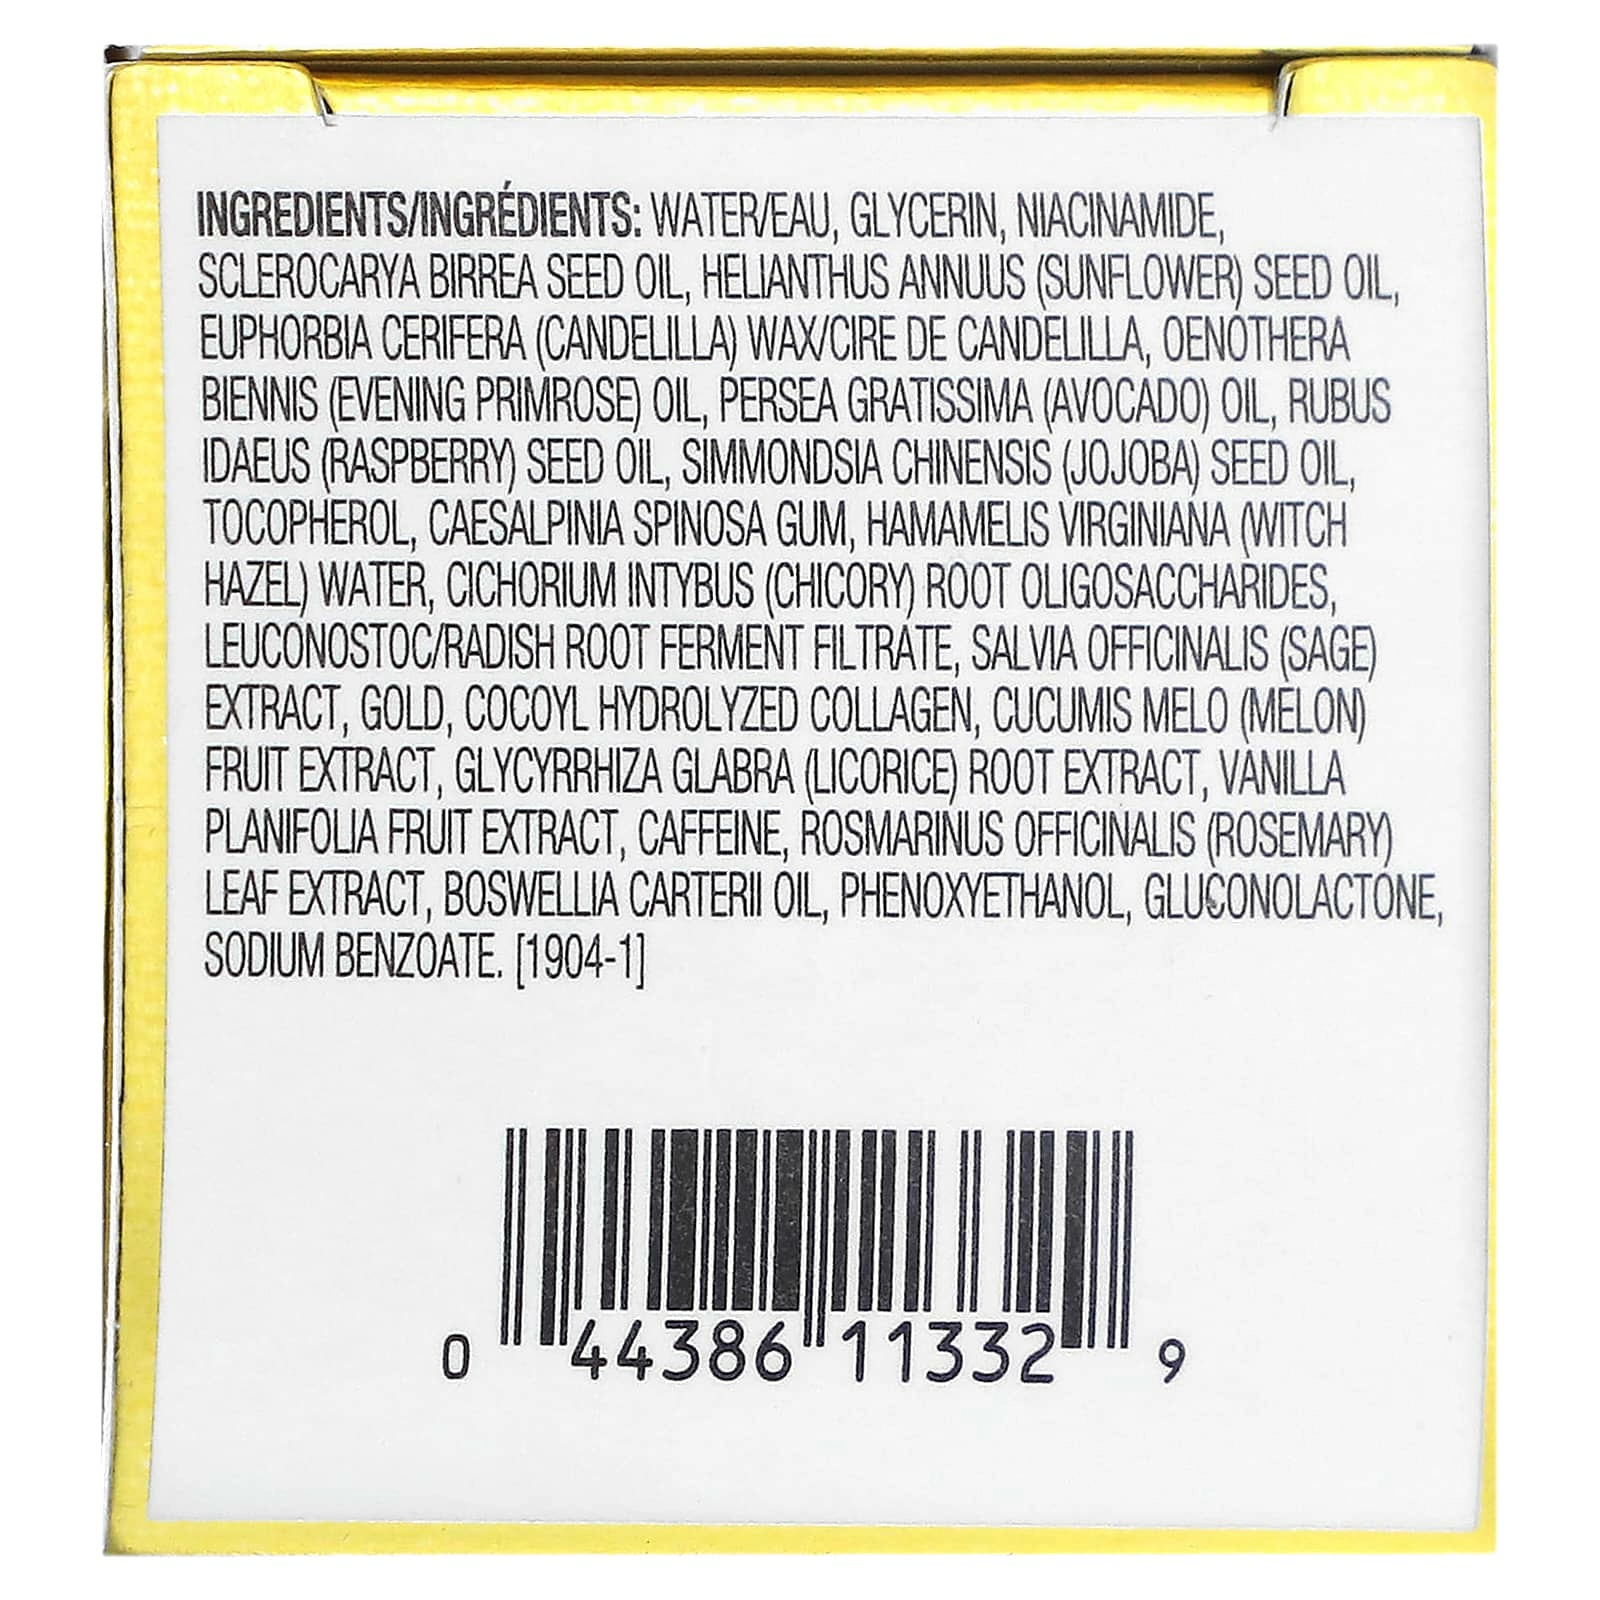 INGREDIENTS/INGRÉDIENTS: WATER/EAU, GLYCERIN, NIACINAMIDE,
SCLEROCARYA BIRREA SEED OIL, HELIANTHUS ANNUUS (SUNFLOWER) SEED OIL,
EUPHORBIA CERIFERA (CANDELILLA) WAX/CIRE DE CANDELILLA, OENOTHERA
BIENNIS (EVENING PRIMROSE) OIL, PERSEA GRATISSIMA (AVOCADO) OIL, RUBUS
IDAEUS (RASPBERRY) SEED OIL, SIMMONDSIA CHINENSIS (JOJOBA) SEED OIL,
TOCOPHEROL, CAESALPINIA SPINOSA GUM, HAMAMELIS VIRGINIANA (WITCH
HAZEL) WATER, CICHORIUM INTYBUS (CHICORY) ROOT OLIGOSACCHARIDES,
LEUCONOSTOC/RADISH ROOT FERMENT FILTRATE, SALVIA OFFICINALIS (SAGE)
EXTRACT, GOLD, COCOYL HYDROLYZED COLLAGEN, CUCUMIS MELO (MELON)
FRUIT EXTRACT, GLYCYRRHIZA GLABRA (LICORICE) ROOT EXTRACT, VANILLA
PLANIFOLIA FRUIT EXTRACT, CAFFEINE, ROSMARINUS OFFICINALIS (ROSEMARY)
LEAF EXTRACT, BOSWELLIA CARTERII OIL, PHENOXYETHANOL, GLUCONOLACTONE,
SODIUM BENZOATE. [1904-1]
0 44386 11332 9